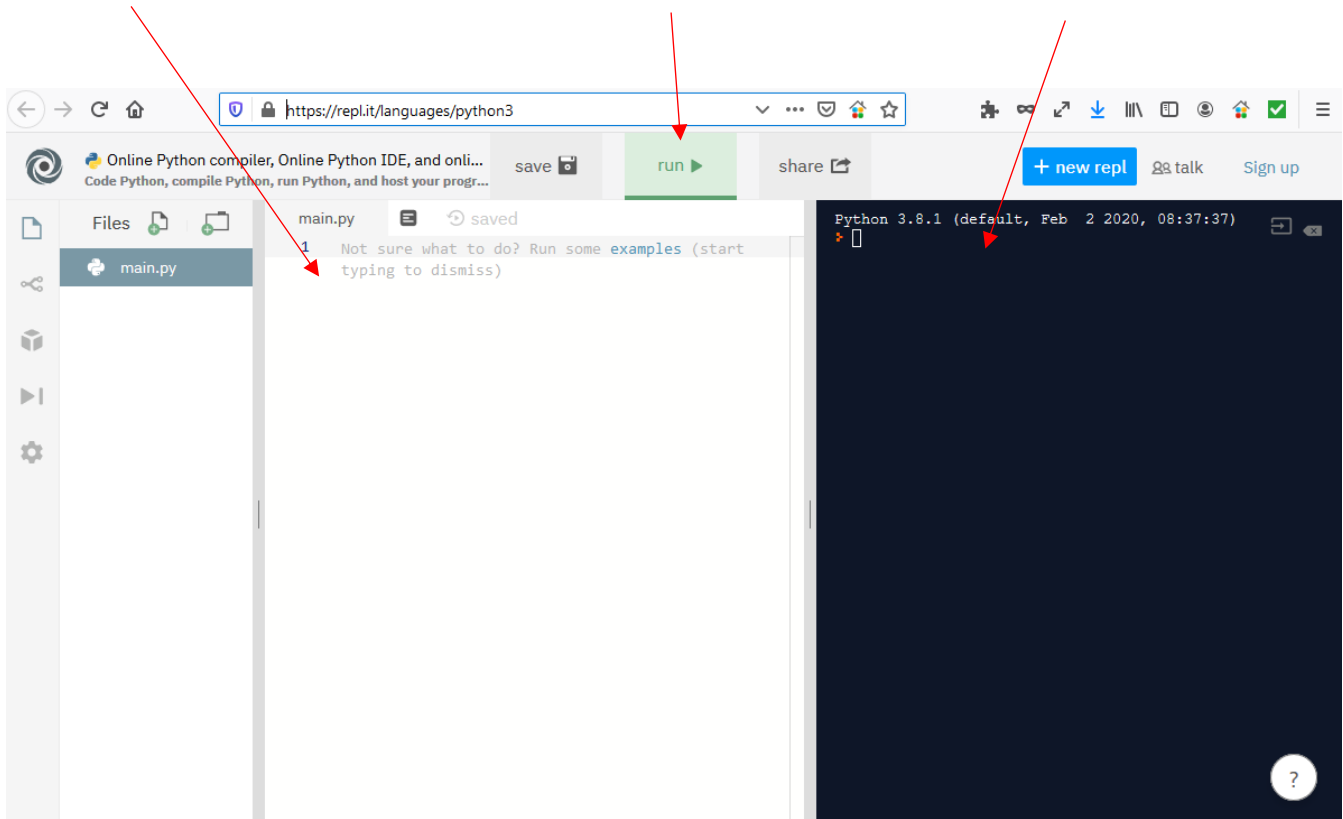 https://repl.it/languages/python3
Online Python compiler, Online Python IDE, and onli...
Code Python, compile Python, run Python, and host your progr...
save
run
share
+ new repl
talk
Sign up
Files
main.py
main.py
saved
1 Not sure what to do? Run some examples (start
typing to dismiss)
Python 3.8.1 (default, Feb  2 2020, 08:37:37)
?